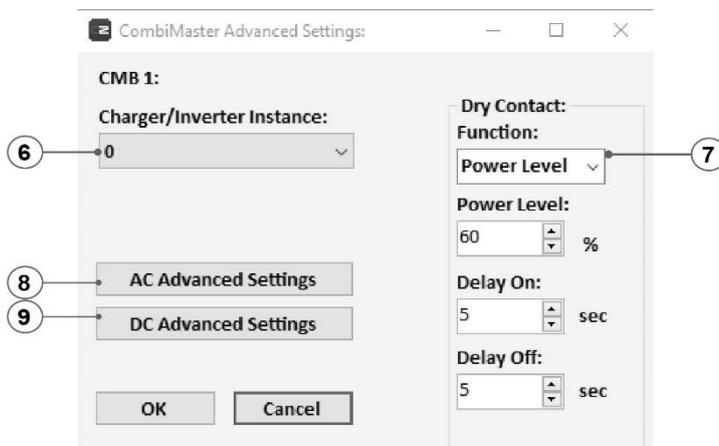 CombiMaster Advanced Settings:
CMB 1:
Charger/Inverter Instance:
6
0
Dry Contact:
Function:
Power Level
7
Power Level:
60
%
8
AC Advanced Settings
9
DC Advanced Settings
Delay On:
5
sec
Delay Off:
5
sec
OK
Cancel